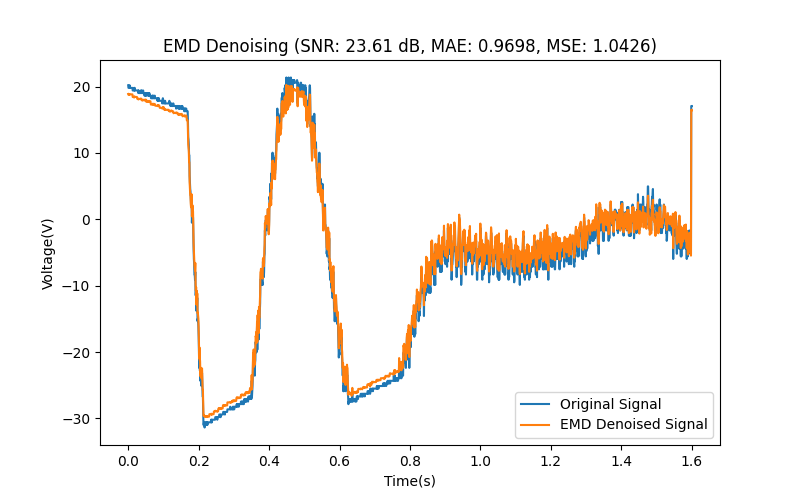 EMD Denoising (SNR: 23.61 dB, MAE: 0.9698, MSE: 1.0426)
20
10
0
−10
−20
−30
Voltage(V)
0.0 0.2 0.4 0.6 0.8 1.0 1.2 1.4 1.6
Time(s)
Original Signal
EMD Denoised Signal